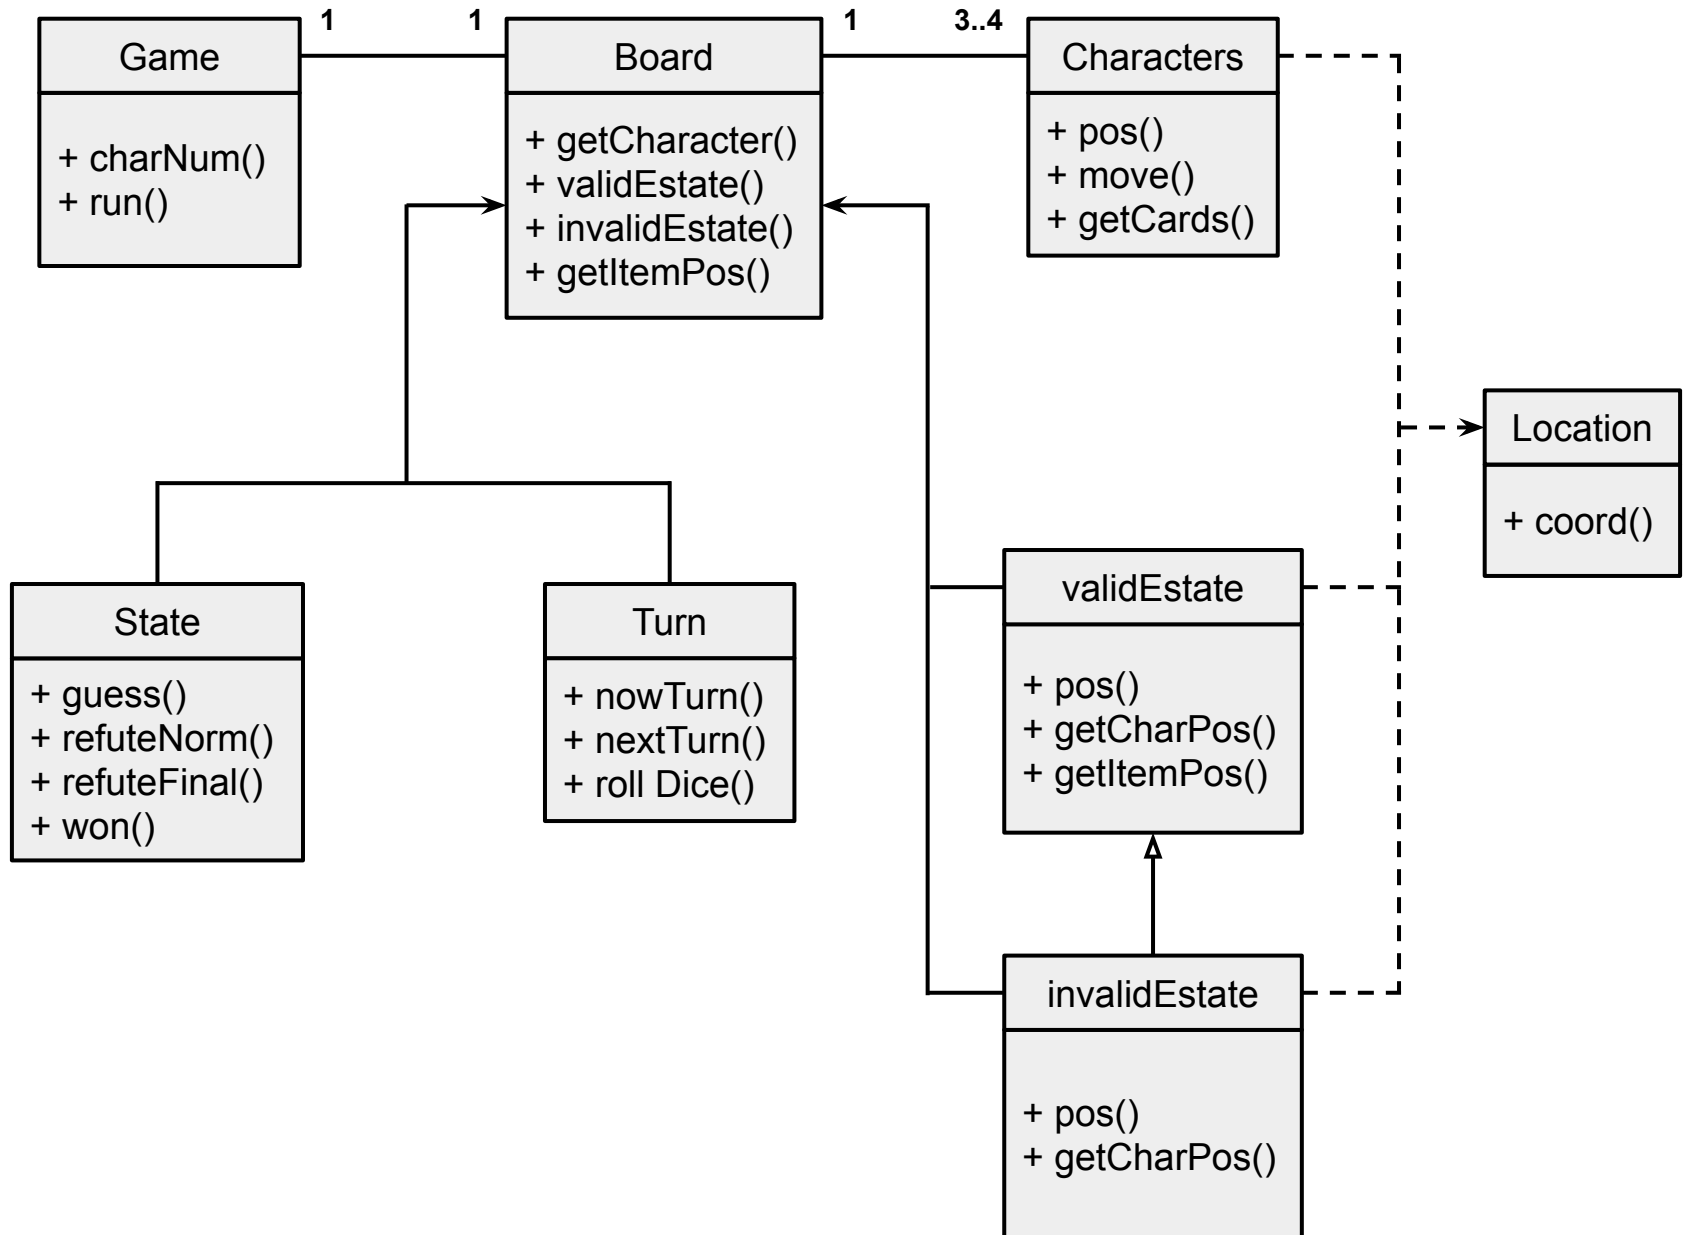 1
1
1
3..4
Game
+ charNum()
+ run()
Board
+ getCharacter()
+ validEstate()
+ invalidEstate()
+ getItemPos()
Characters
+ pos()
+ move()
+ getCards()
Location
+ coord()
State
+ guess()
+ refuteNorm()
+ refuteFinal()
+ won()
Turn
+ nowTurn()
+ nextTurn()
+ roll Dice()
validEstate
+ pos()
+ getCharPos()
+ getItemPos()
invalidEstate
+ pos()
+ getCharPos()